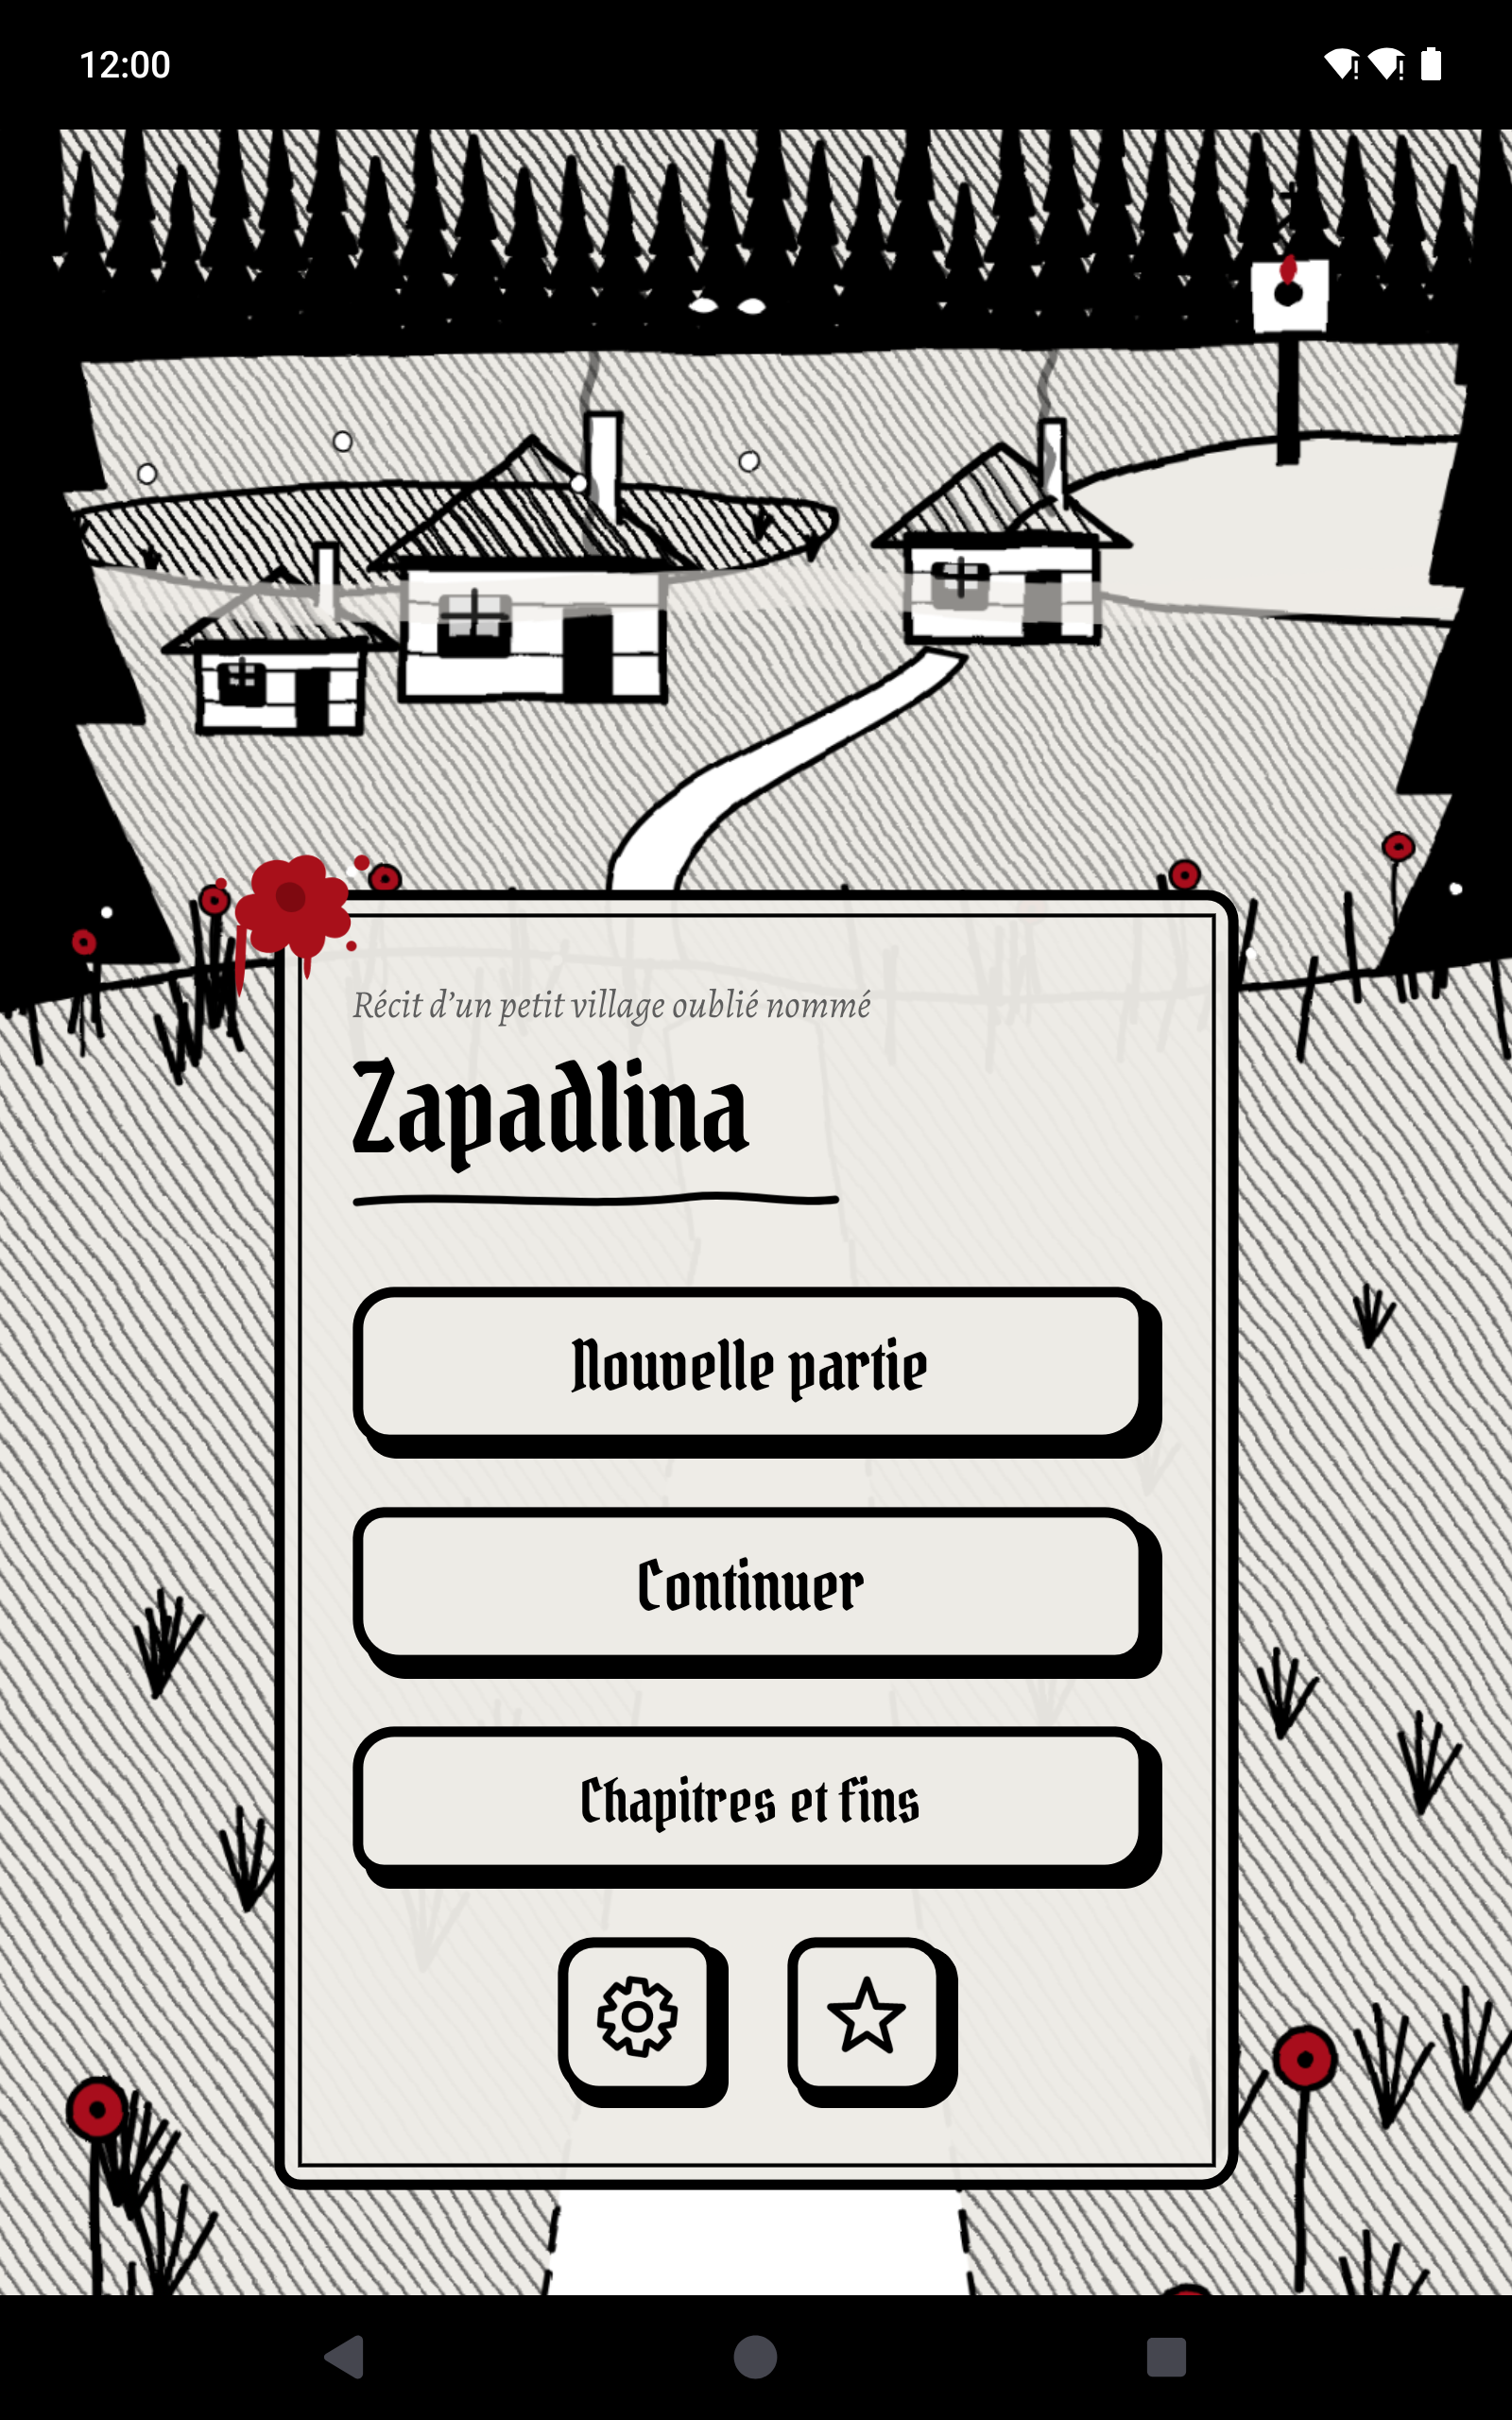 12:00
Récit d’un petit village oublié nommé
Zapadlina
Nouvelle partie
Continuer
Chapitres et fins